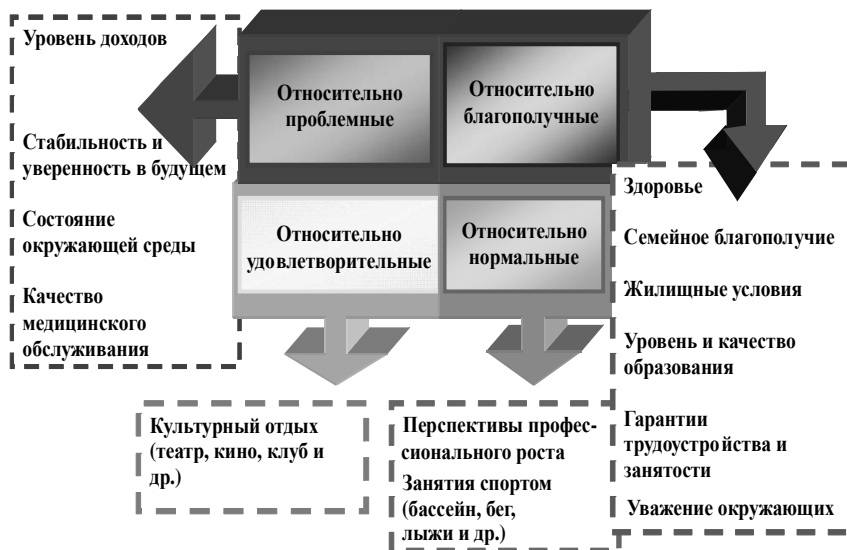 Уровень доходов
Стабильность и
уверенность в будущем
Состояние
окружающей среды
Качество
медицинского
обслуживания
Относительно
проблемные
Относительно
благополучные
Относительно
удовлетворительные
Относительно
нормальные
Здоровье
Семейное благополучие
Жилищные условия
Уровень и качество
образования
Гарантии
трудоустройства и
занятости
Уважение окружающих
Культурный отдых
(театр, кино, клуб и
др.)
Перспективы профес-
сионального роста
Занятия спортом
(бассейн, бег,
лыжи и др.)